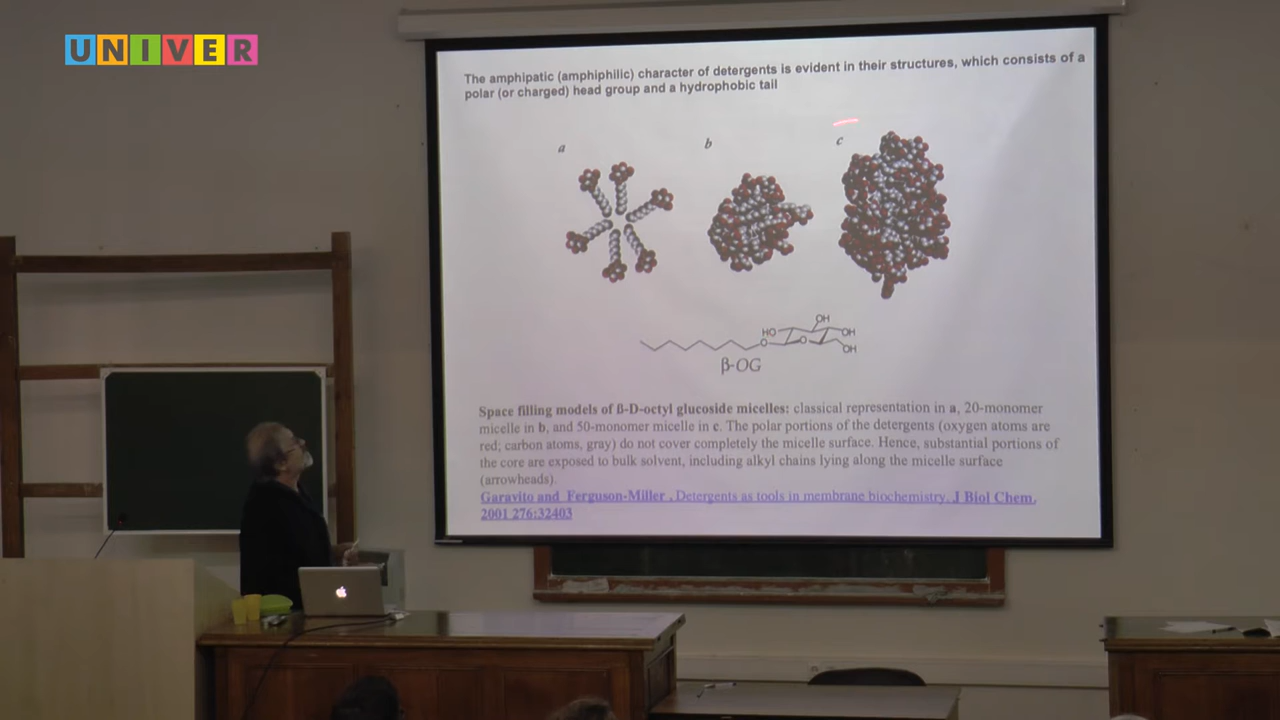 UNIVER
The amphipatic (amphiphilic) character of detergents is evident in their structures, which consists of a
polar (or charged) head group and a hydrophobic tail
a
b
c
OH
HO
OH
O
O
OH
β-OG
Space filling models of ß-D-octyl glucoside micelles: classical representation in a, 20-monomer
micelle in b, and 50-monomer micelle in c. The polar portions of the detergents (oxygen atoms are
red; carbon atoms, gray) do not cover completely the micelle surface. Hence, substantial portions of
the core are exposed to bulk solvent, including alkyl chains lying along the micelle surface
(arrowheads).
Garavito and Ferguson-Miller , Detergents as tools in membrane biochemistry. J Biol Chem.
2001 276:32403